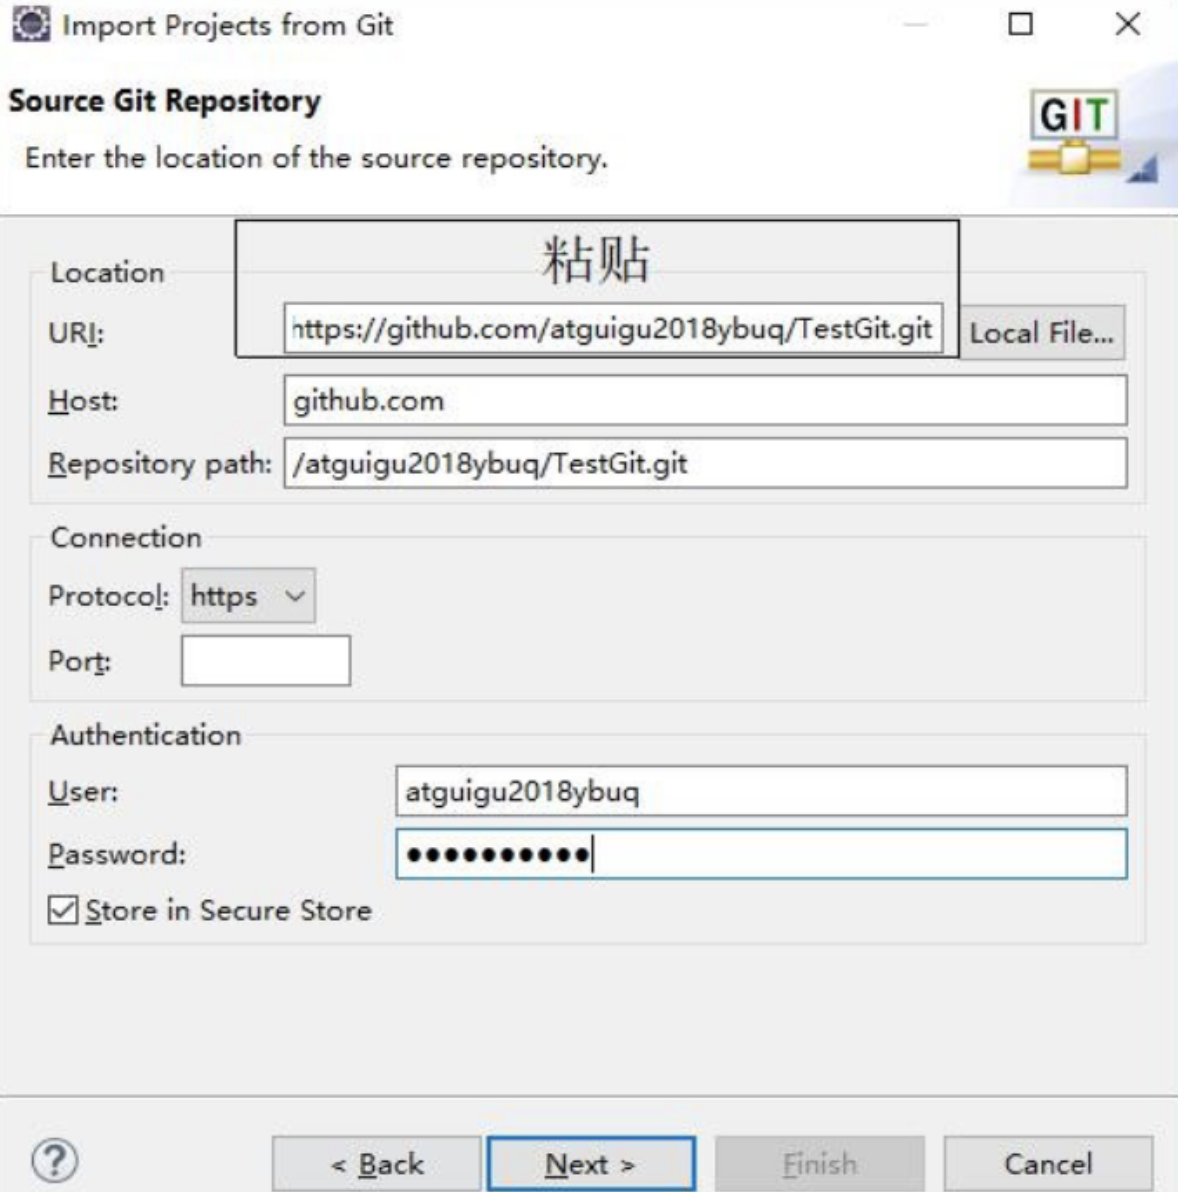 Import Projects from Git
Source Git Repository
GIT
Enter the location of the source repository.
粘贴
Location
URI: https://github.com/atguigu2018ybuq/TestGit.git Local File...
Host: github.com
Repository path: /atguigu2018ybuq/TestGit.git
Connection
Protocol: https
Port:
Authentication
User: atguigu2018ybuq
Password: ●●●●●●●●●●
Store in Secure Store
? < Back Next > Finish Cancel